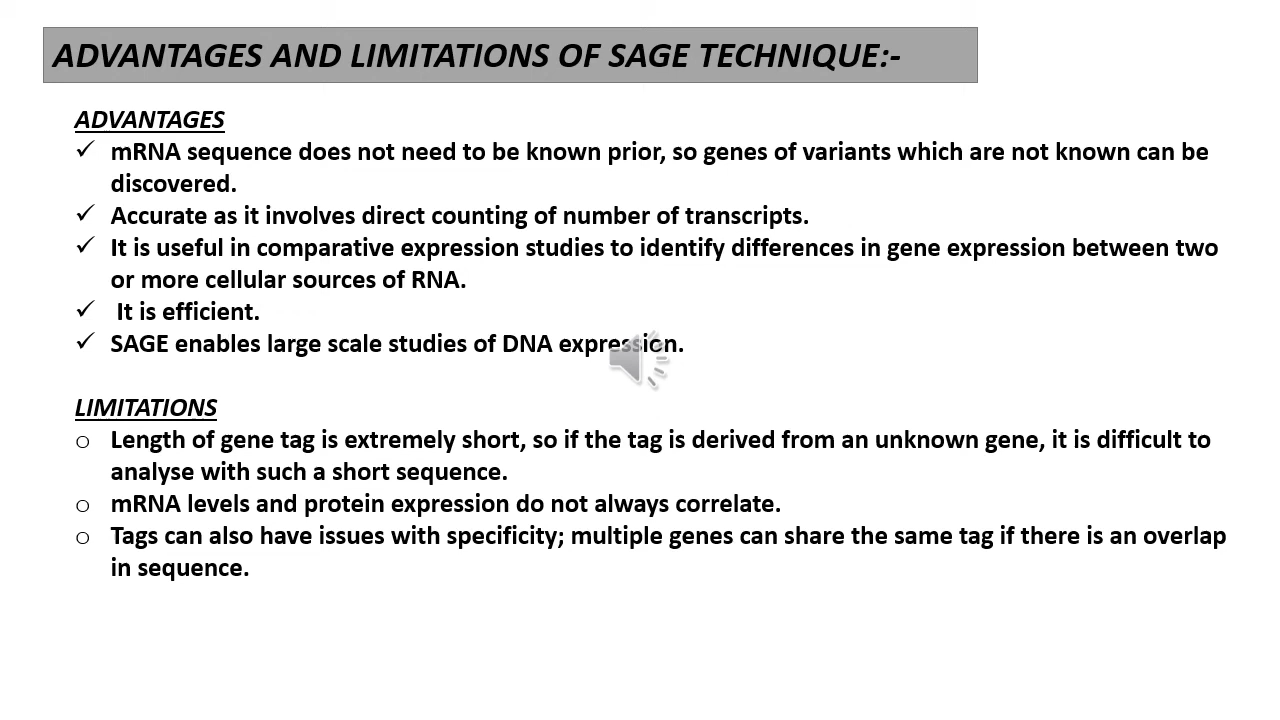 ADVANTAGES AND LIMITATIONS OF SAGE TECHNIQUE:-
ADVANTAGES
✓ mRNA sequence does not need to be known prior, so genes of variants which are not known can be
discovered.
✓ Accurate as it involves direct counting of number of transcripts.
✓ It is useful in comparative expression studies to identify differences in gene expression between two
or more cellular sources of RNA.
✓ It is efficient.
✓ SAGE enables large scale studies of DNA expression.
LIMITATIONS
o Length of gene tag is extremely short, so if the tag is derived from an unknown gene, it is difficult to
analyse with such a short sequence.
o mRNA levels and protein expression do not always correlate.
o Tags can also have issues with specificity; multiple genes can share the same tag if there is an overlap
in sequence.